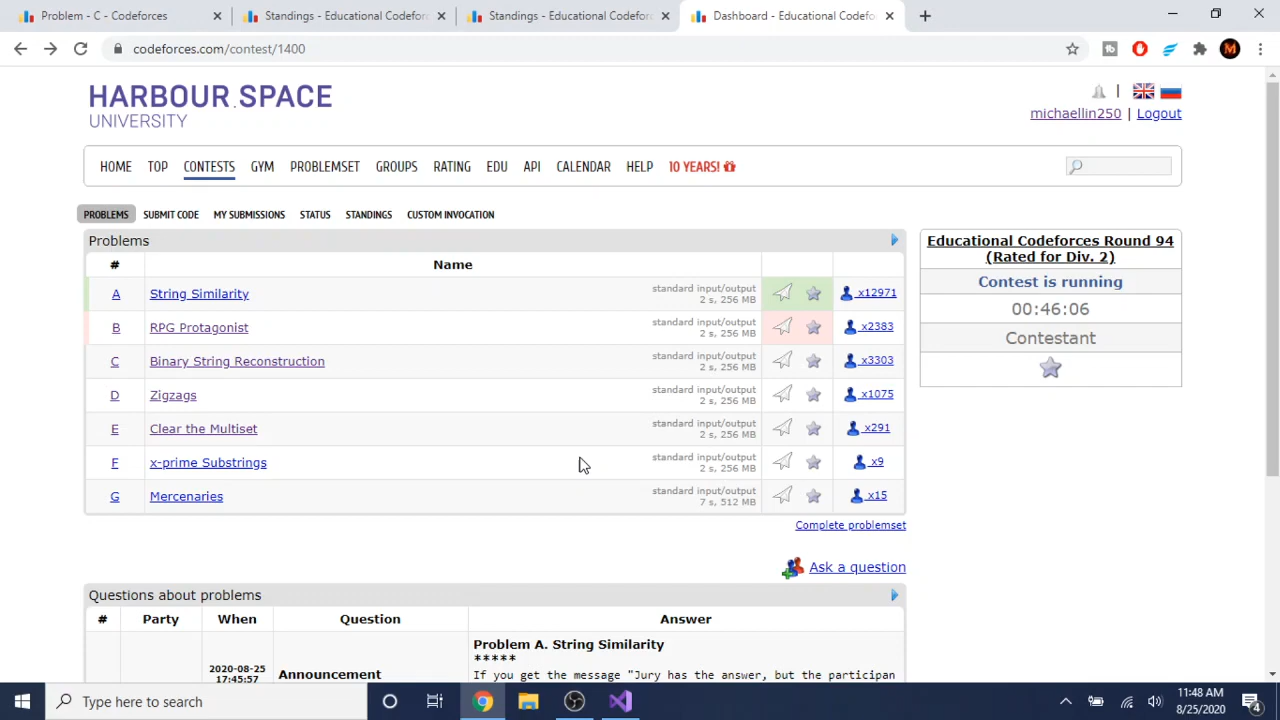 Problem - C - Codeforces
Standings - Educational Codefor
Standings - Educational Codefor
Dashboard - Educational Codefo
codeforces.com/contest/1400
HARBOUR.SPACE
UNIVERSITY
michaellin250 | Logout
HOME TOP CONTESTS GYM PROBLEMSET GROUPS RATING EDU API CALENDAR HELP 10 YEARS!
PROBLEMS SUBMIT CODE MY SUBMISSIONS STATUS STANDINGS CUSTOM INVOCATION
Problems
# Name
A String Similarity standard input/output 2 s, 256 MB x12971
B RPG Protagonist standard input/output 2 s, 256 MB x2383
C Binary String Reconstruction standard input/output 2 s, 256 MB x3303
D Zigzags standard input/output 2 s, 256 MB x1075
E Clear the Multiset standard input/output 2 s, 256 MB x291
F x-prime Substrings standard input/output 2 s, 256 MB x9
G Mercenaries standard input/output 7 s, 512 MB x15
Complete problemset
Ask a question
Educational Codeforces Round 94
(Rated for Div. 2)
Contest is running
00:46:06
Contestant
Questions about problems
# Party When Question Answer
Problem A. String Similarity
*****
2020-08-25
17:45:57
Announcement
If you get the message "Jury has the answer, but the participan
Type here to search
11:48 AM
8/25/2020
4
M